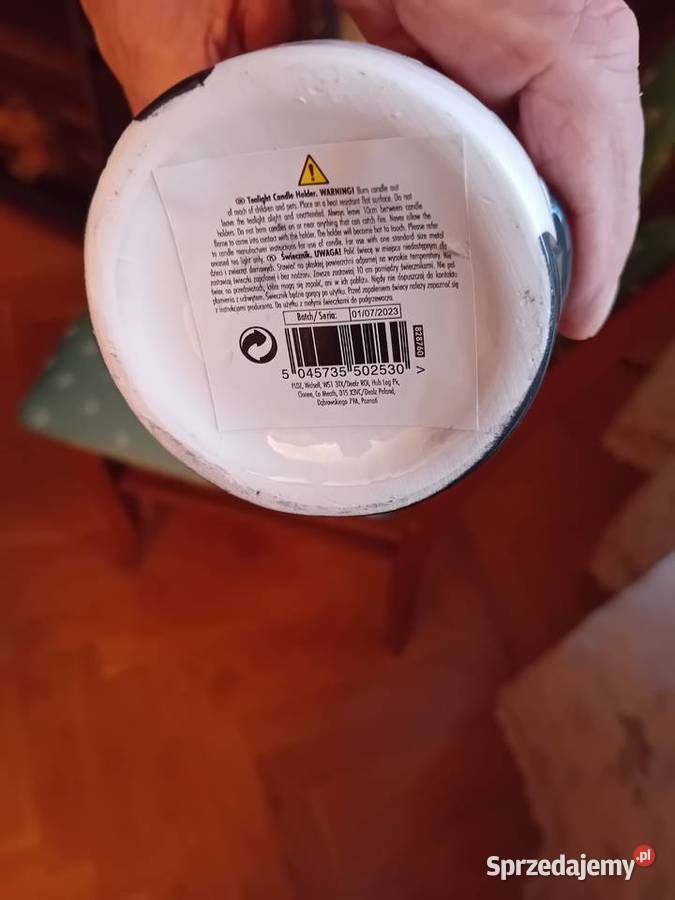 Tealight Candle Holder. WARNING! Burn candle out
of reach of children and pets. Place on a heat resistant flat surface. Do not
leave the tealight alight and unattended. Always leave 10cm between candle
holders. Do not burn candles on or near anything that can catch fire. Never allow the
flame to come into contact with the holder. The holder will become hot to touch. Please refer
to candle manufacturer instructions for use of candle. For use with one standard size metal
encased tea light only. Świecznik. UWAGA! Palić świecę w miejscu niedostępnym dla
dzieci i zwierząt domowych. Stawiać na płaskiej powierzchni odpornej na wysokie temperatury. Nie
zostawiaj świeczki zapalonej i bez nadzoru. Zawsze zostawiaj 10 cm pomiędzy świecznikami. Nie pal
świec na przedmiotach, które mogą się zapalić, ani w ich pobliżu. Nigdy nie dopuszczaj do kontaktu
płomienia z uchwytem. Świecznik będzie gorący po użyciu. Przed zapaleniem świecy należy zapoznać się
z instrukcjami producenta. Do użytku z małymi świeczkami do podgrzewacza.
Batch/Seria: 01/07/2023
828760
5 045735 502530 >
PLDZ, Walsall, WS1 3TX/Dealz ROI, Hub Log Pk,
Clonee, Co Meath, D15 X3VC/Dealz Poland,
Dąbrowskiego 79A, Poznań
Sprzedajemy.pl